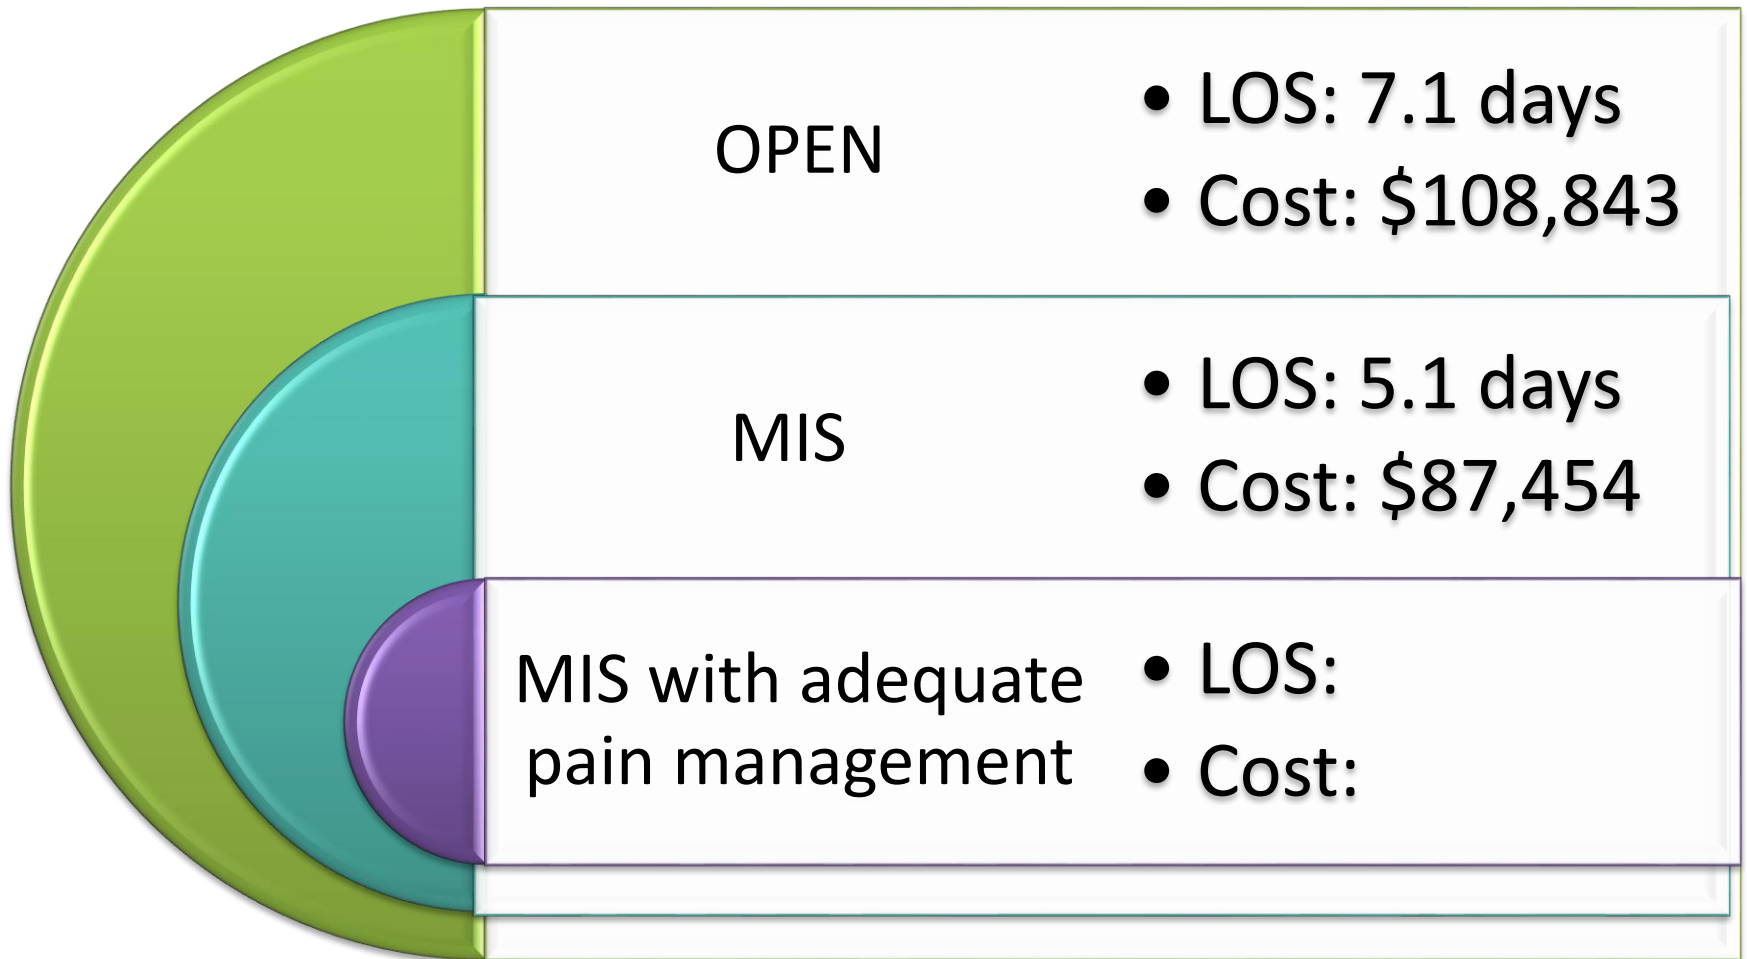 OPEN
• LOS: 7.1 days
• Cost: $108,843
MIS
• LOS: 5.1 days
• Cost: $87,454
MIS with adequate
pain management
• LOS:
• Cost: